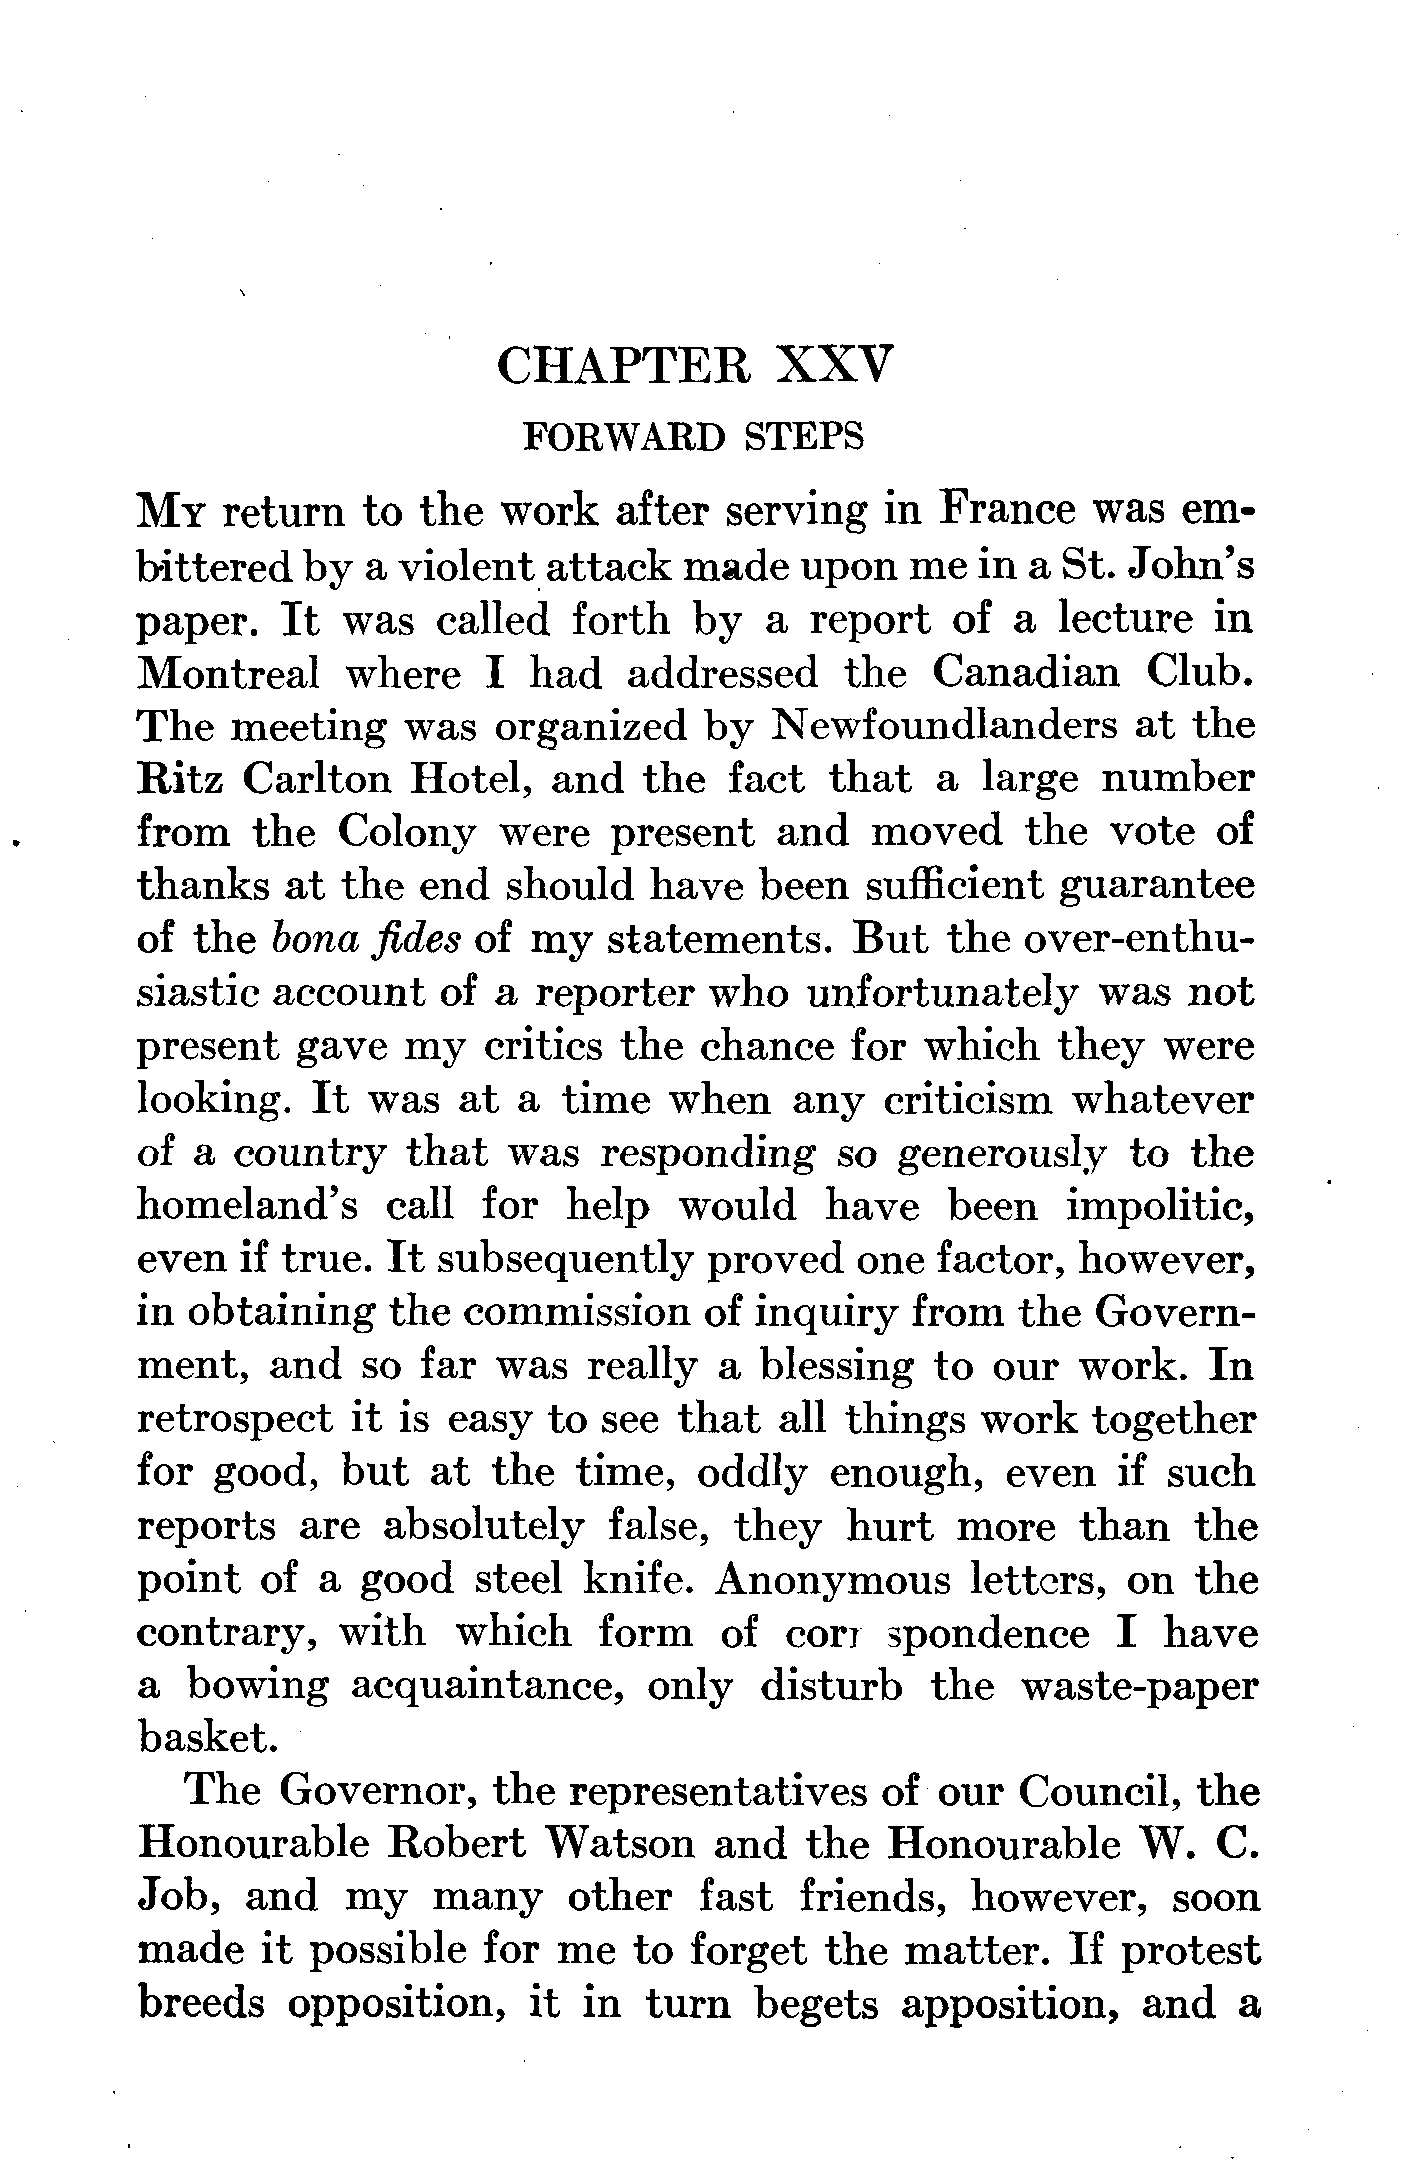 CHAPTER XXV
FORWARD STEPS
MY return to the work after serving in France was em-
bittered by a violent attack made upon me in a St. John's
paper. It was called forth by a report of a lecture in
Montreal where I had addressed the Canadian Club.
The meeting was organized by Newfoundlanders at the
Ritz Carlton Hotel, and the fact that a large number
from the Colony were present and moved the vote of
thanks at the end should have been sufficient guarantee
of the bona fides of my statements. But the over-enthu-
siastic account of a reporter who unfortunately was not
present gave my critics the chance for which they were
looking. It was at a time when any criticism whatever
of a country that was responding so generously to the
homeland's call for help would have been impolitic,
even if true. It subsequently proved one factor, however,
in obtaining the commission of inquiry from the Govern-
ment, and so far was really a blessing to our work. In
retrospect it is easy to see that all things work together
for good, but at the time, oddly enough, even if such
reports are absolutely false, they hurt more than the
point of a good steel knife. Anonymous letters, on the
contrary, with which form of corr spondence I have
a bowing acquaintance, only disturb the waste-paper
basket.
The Governor, the representatives of our Council, the
Honourable Robert Watson and the Honourable W. C.
Job, and my many other fast friends, however, soon
made it possible for me to forget the matter. If protest
breeds opposition, it in turn begets apposition, and a